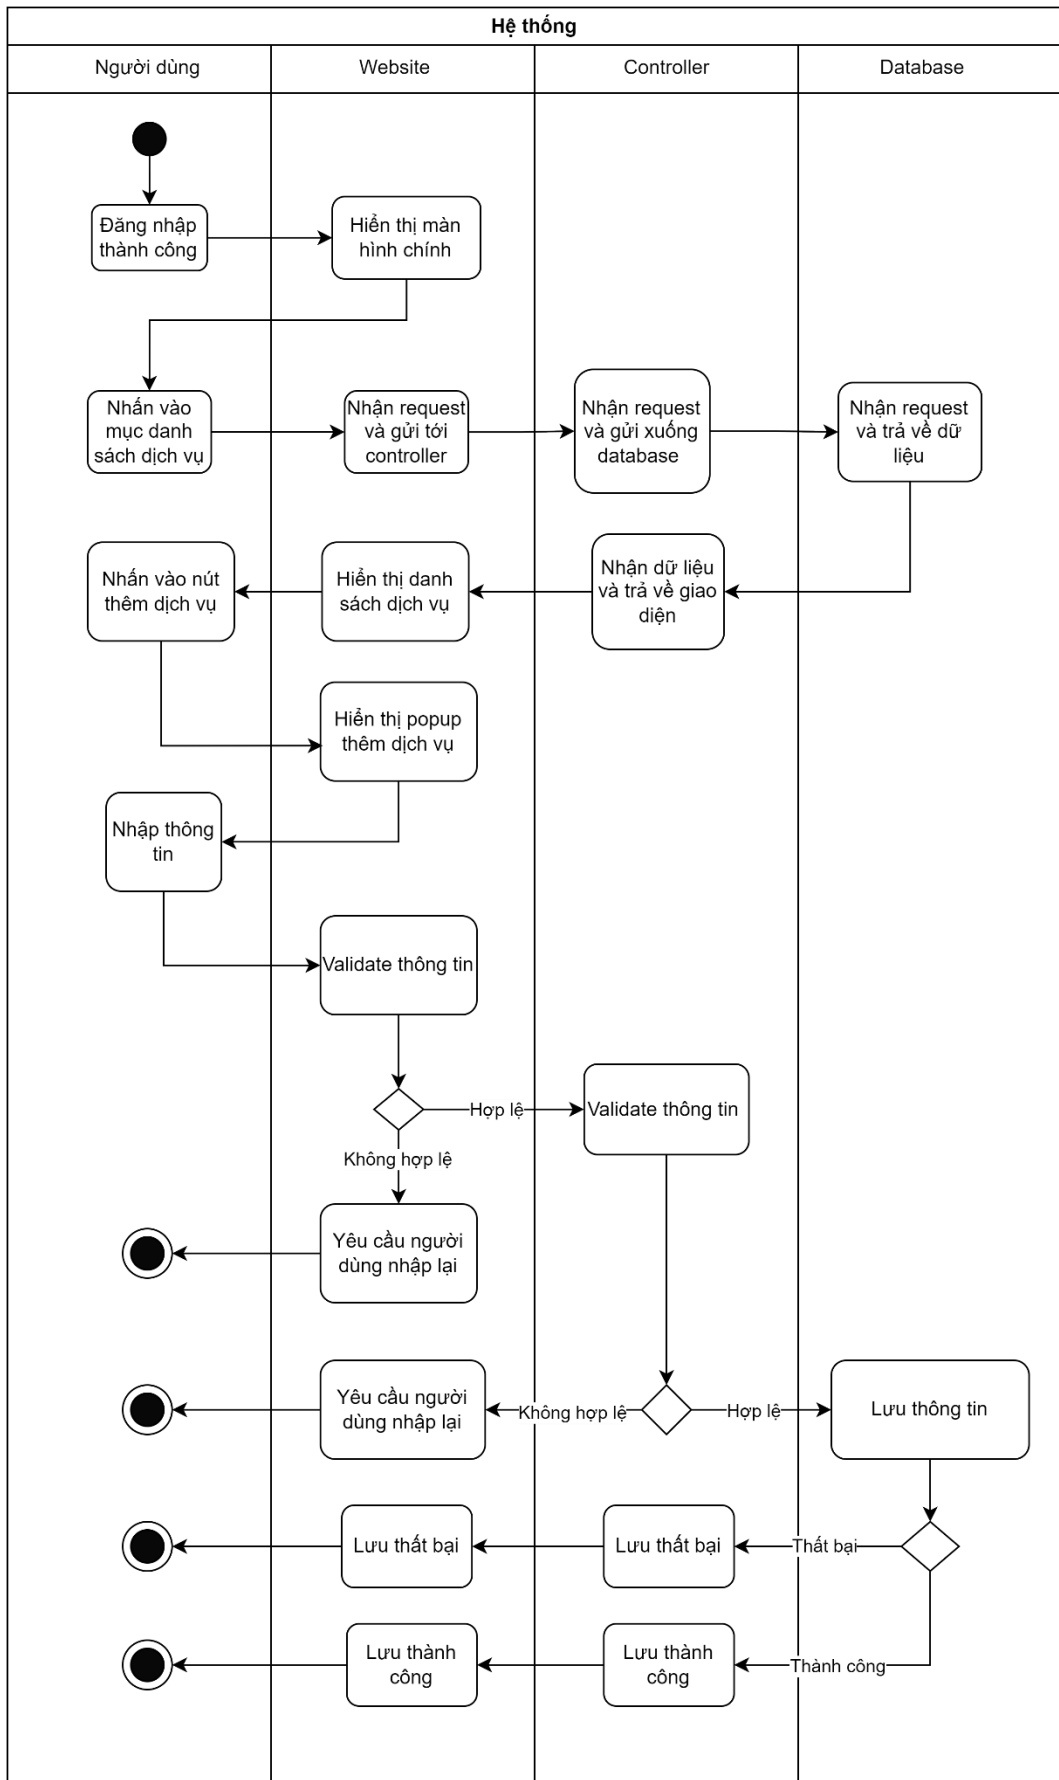 Hệ thống
Người dùng
Website
Controller
Database
Đăng nhập
thành công
Hiển thị màn
hình chính
Nhấn vào
mục danh
sách dịch vụ
Nhận request
và gửi tới
controller
Nhận request
và gửi xuống
database
Nhận request
và trả về dữ
liệu
Nhấn vào nút
thêm dịch vụ
Hiển thị danh
sách dịch vụ
Nhận dữ liệu
và trả về giao
diện
Hiển thị popup
thêm dịch vụ
Nhập thông
tin
Validate thông tin
Hợp lệ
Validate thông tin
Không hợp lệ
Yêu cầu người
dùng nhập lại
Yêu cầu người
dùng nhập lại
Không hợp lệ
Hợp lệ
Lưu thông tin
Lưu thất bại
Lưu thất bại
Thất bại
Lưu thành
công
Lưu thành
công
Thành công